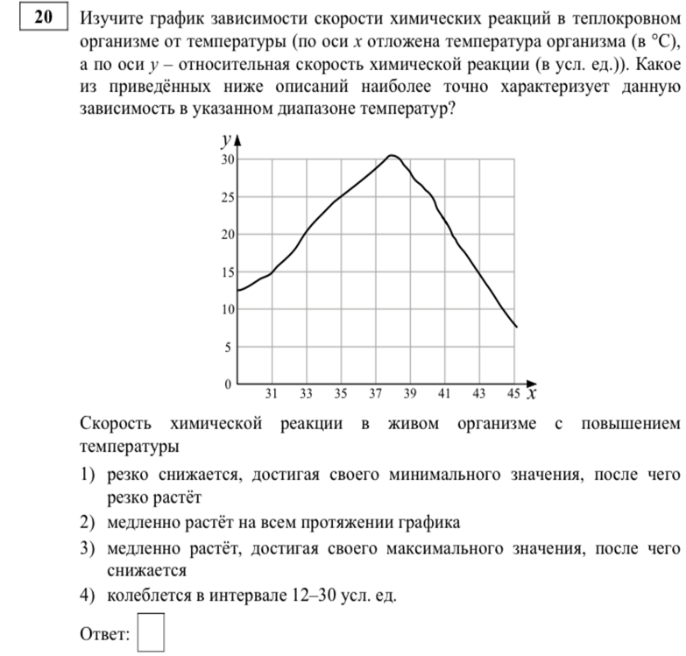 20
Изучите график зависимости скорости химических реакций в теплокровном
организме от температуры (по оси x отложена температура организма (в °С),
а по оси y – относительная скорость химической реакции (в усл. ед.)). Какое
из приведённых ниже описаний наиболее точно характеризует данную
зависимость в указанном диапазоне температур?
y
30
25
20
15
10
5
0
31 33 35 37 39 41 43 45 x
Скорость химической реакции в живом организме с повышением
температуры
1) резко снижается, достигая своего минимального значения, после чего
резко растёт
2) медленно растёт на всем протяжении графика
3) медленно растёт, достигая своего максимального значения, после чего
снижается
4) колеблется в интервале 12–30 усл. ед.
Ответ: